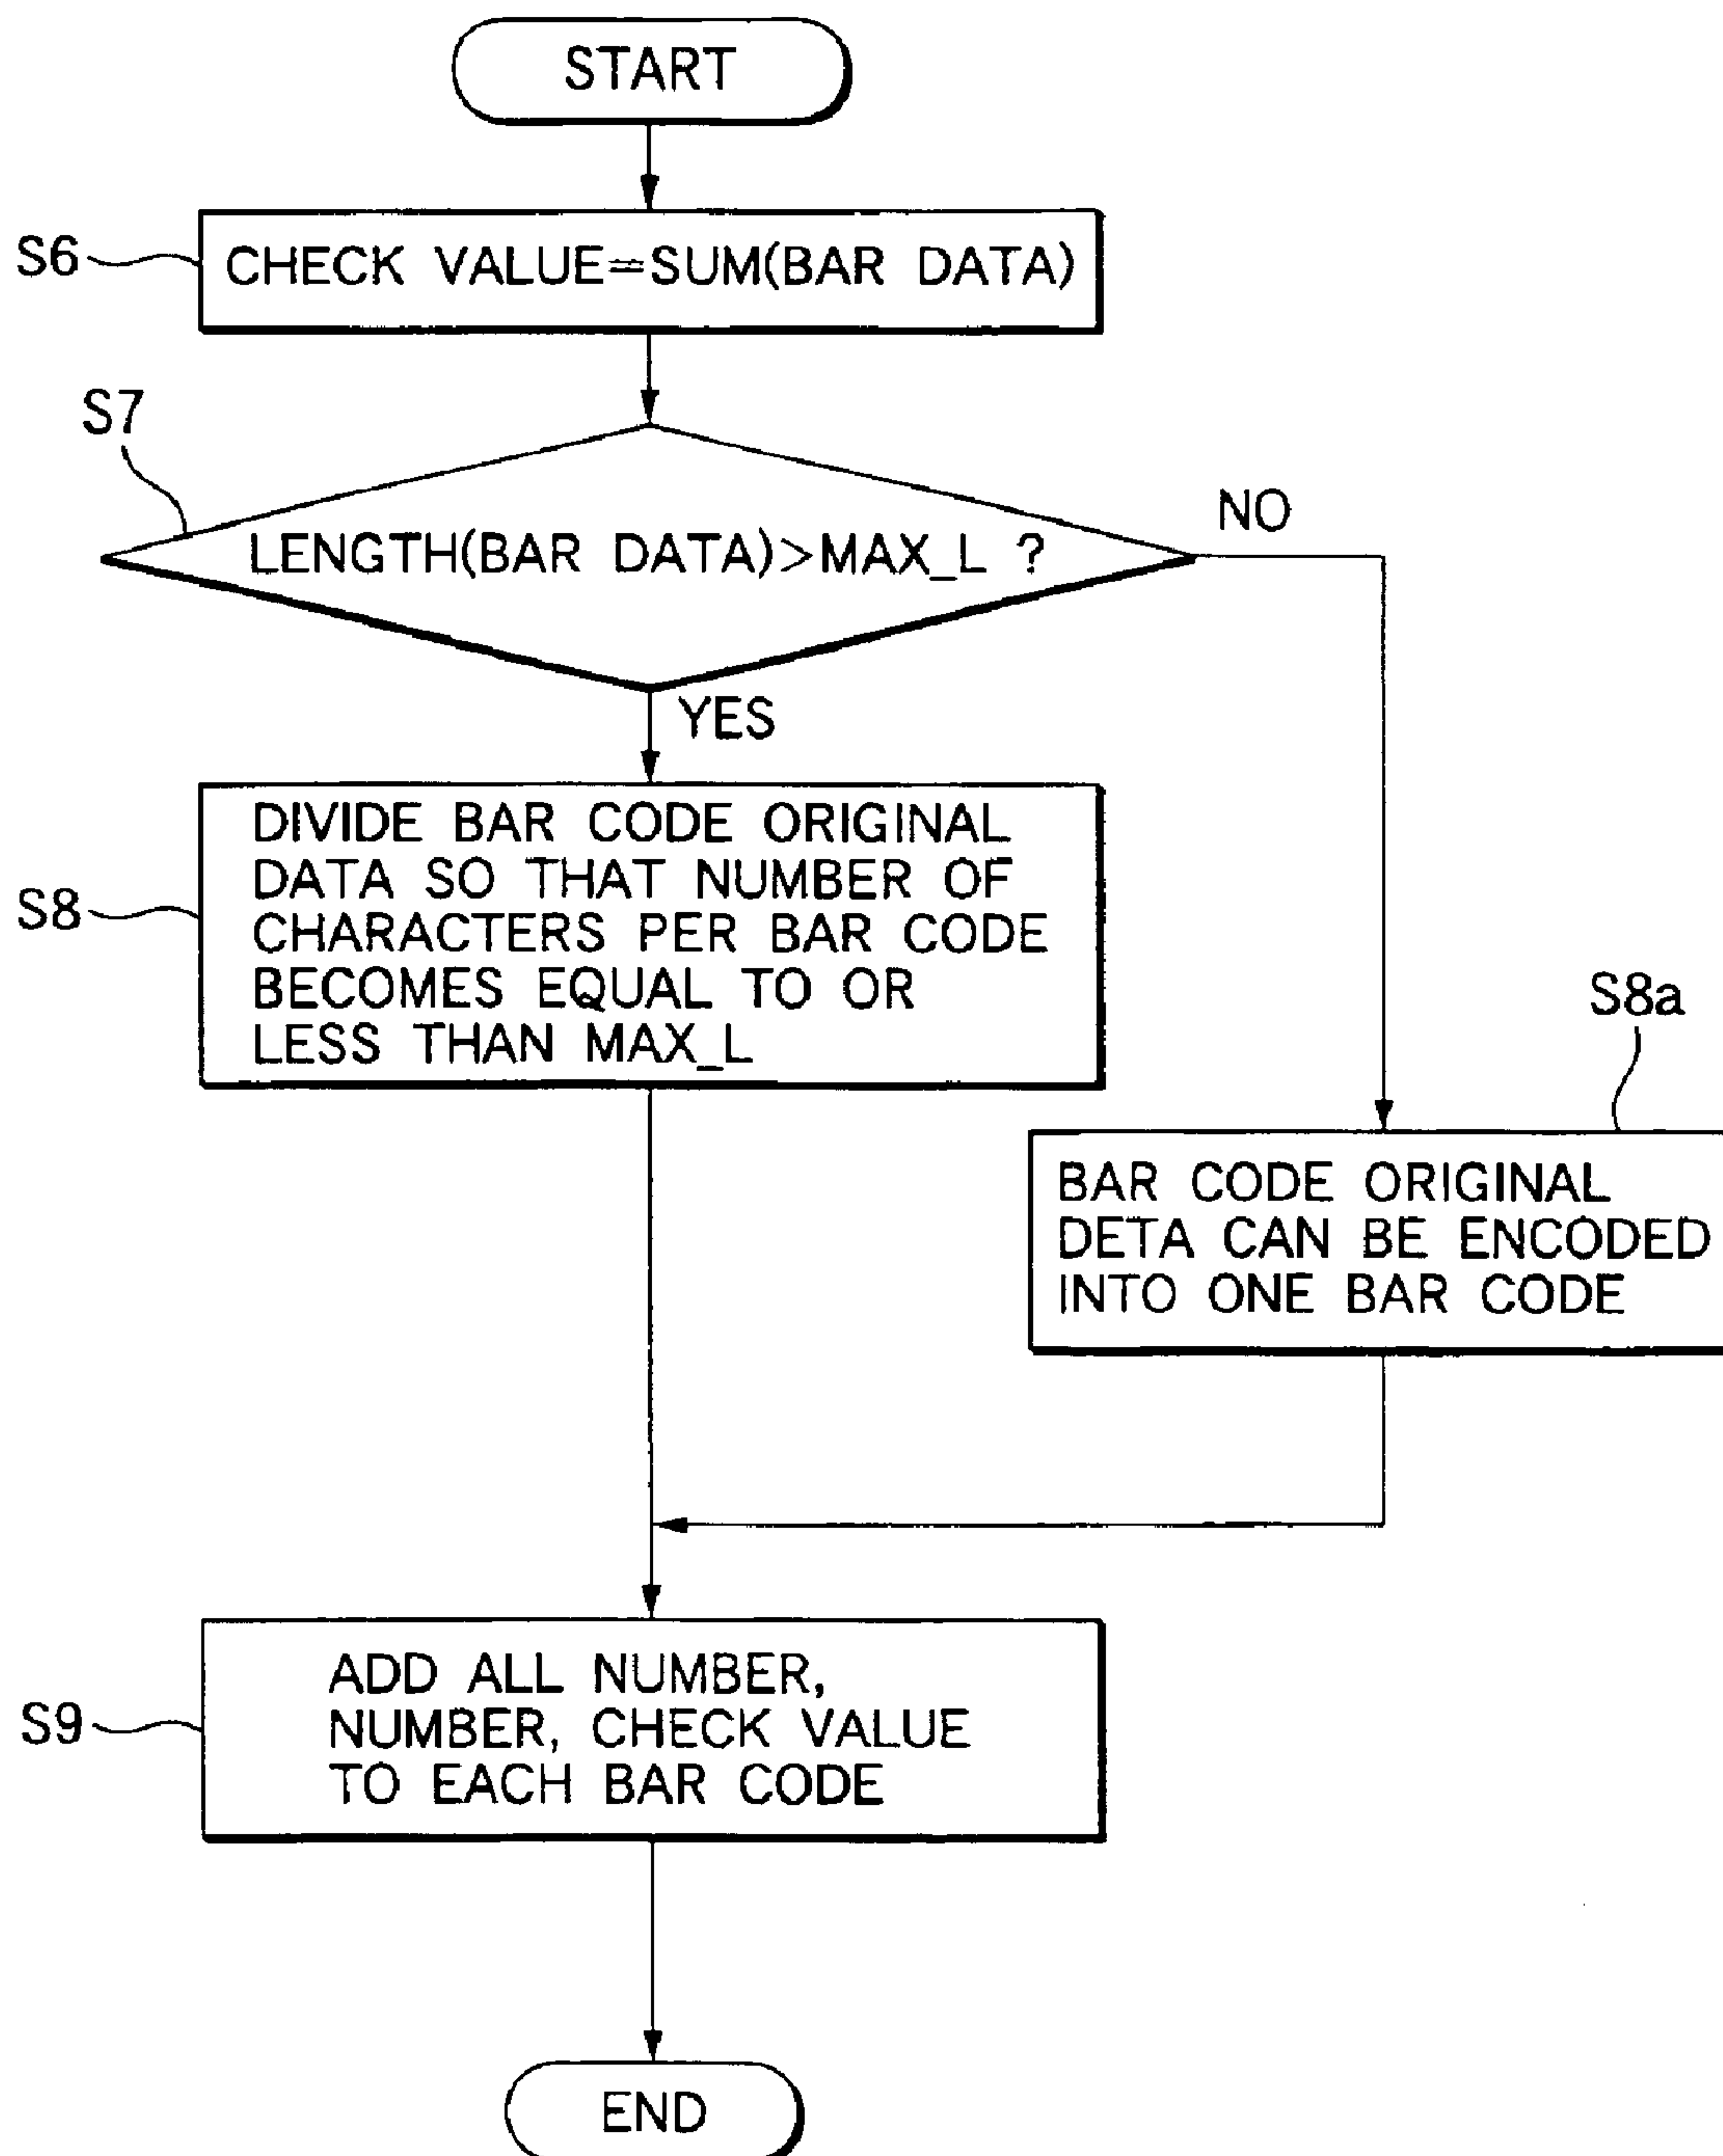 START
S6
CHECK VALUE=SUM(BAR DATA)
S7
LENGTH(BAR DATA)>MAX_L ?
NO
YES
S8
DIVIDE BAR CODE ORIGINAL
DATA SO THAT NUMBER OF
CHARACTERS PER BAR CODE
BECOMES EQUAL TO OR
LESS THAN MAX_L
S8a
BAR CODE ORIGINAL
DETA CAN BE ENCODED
INTO ONE BAR CODE
S9
ADD ALL NUMBER,
NUMBER, CHECK VALUE
TO EACH BAR CODE
END